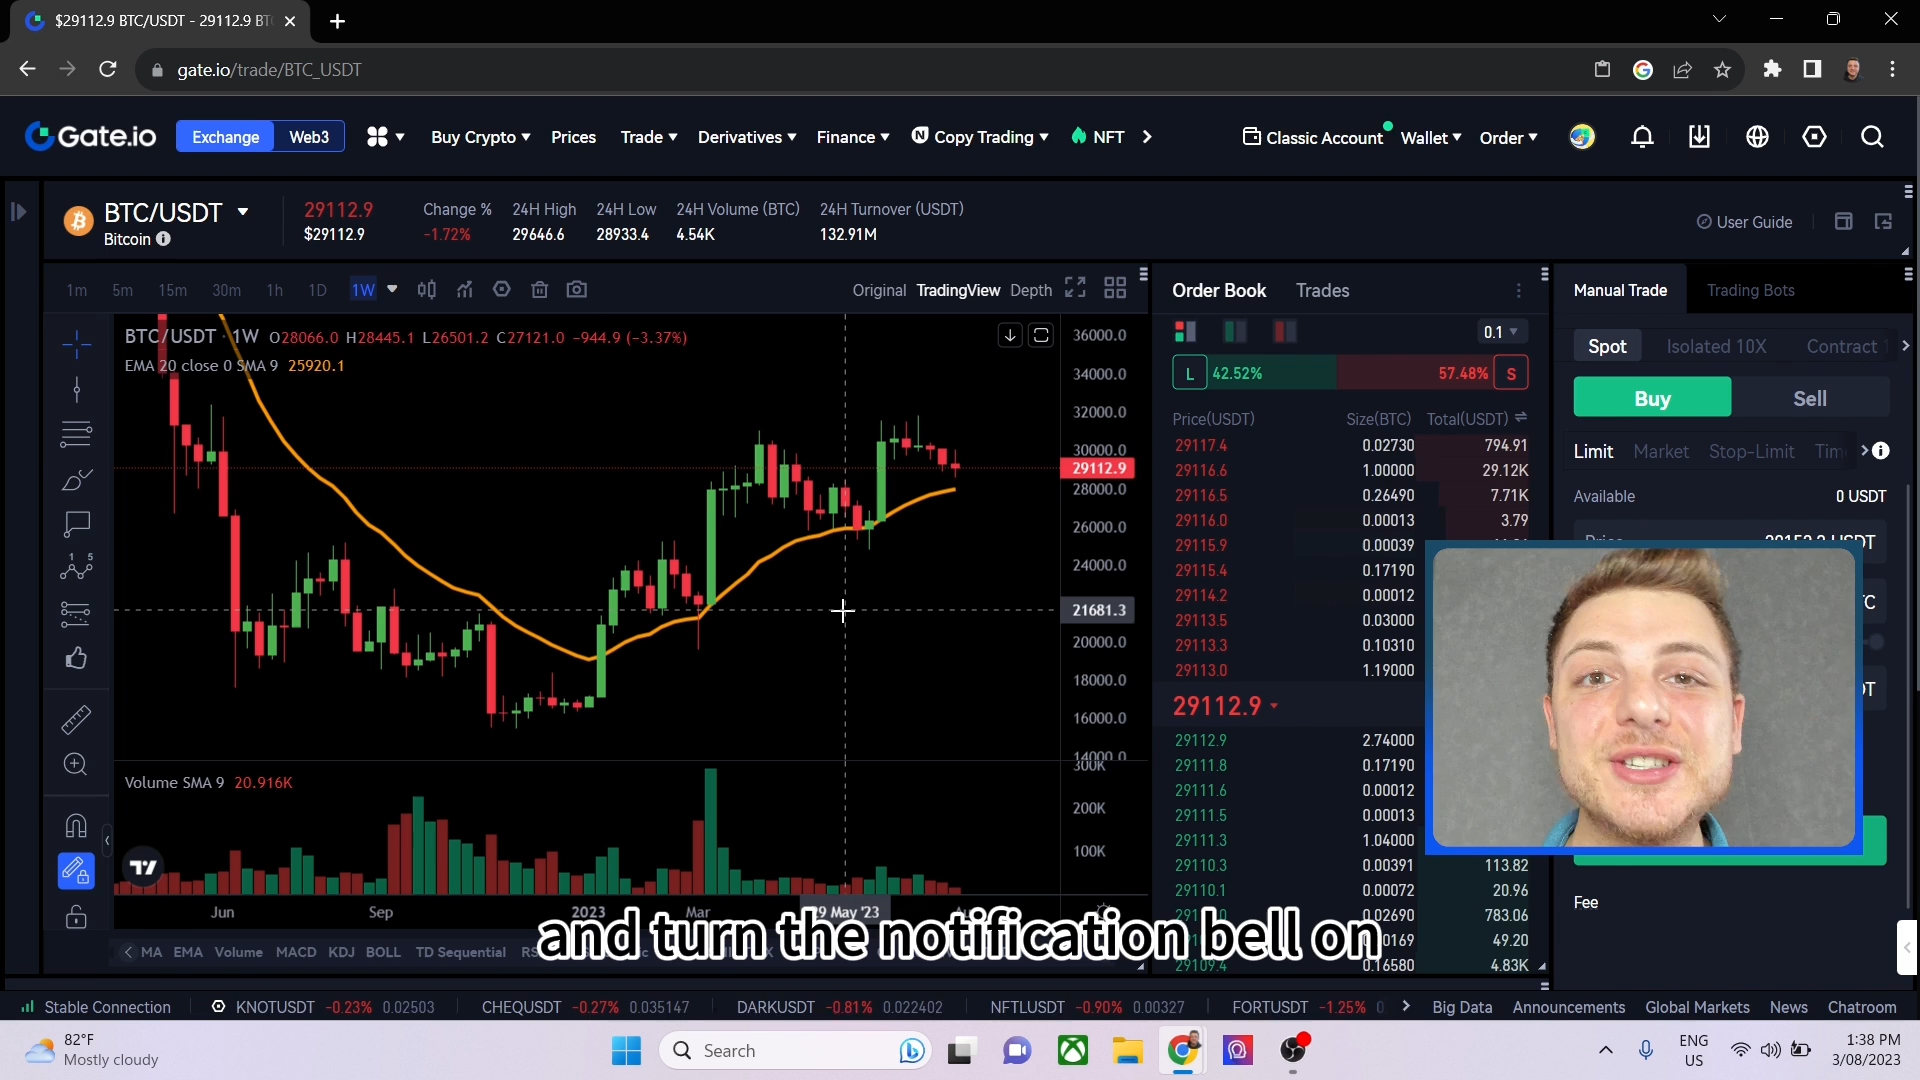 $29112.9 BTC/USDT - 29112.9 BT
gate.io/trade/BTC_USDT
Gate.io Exchange Web3 Buy Crypto Prices Trade Derivatives Finance Copy Trading NFT Classic Account Wallet Order
BTC/USDT 29112.9 Change % 24H High 24H Low 24H Volume (BTC) 24H Turnover (USDT)
Bitcoin $29112.9 -1.72% 29646.6 28933.4 4.54K 132.91M
User Guide
1m 5m 15m 30m 1h 1D 1W Original TradingView Depth
Order Book Trades
Manual Trade Trading Bots
BTC/USDT 1W O28066.0 H28445.1 L26501.2 C27121.0 -944.9 (-3.37%)
EMA 20 close 0 SMA 9 25920.1
36000.0
34000.0
32000.0
30000.0
29112.9
28000.0
26000.0
24000.0
21681.3
20000.0
18000.0
16000.0
14000.0
0.1
L 42.52% 57.48% S
Price(USDT) Size(BTC) Total(USDT)
29117.4 0.02730 794.91
29116.6 1.00000 29.12K
29116.5 0.26490 7.71K
29116.0 0.00013 3.79
29115.9 0.00039
29115.4 0.17190
29114.2 0.00012
29113.5 0.03000
29113.3 0.10310
29113.0 1.19000
29112.9
29112.9 2.74000
29111.8 0.17190
29111.6 0.00012
29111.5 0.00013
29111.3 1.04000
29110.3 0.00391 113.82
29110.1 0.00072 20.96
0.02690 783.06
0169 49.20
29109.4 0.16580 4.83K
Spot Isolated 10X Contract 1
Buy Sell
Limit Market Stop-Limit Tim
Available 0 USDT
Fee
Volume SMA 9 20.916K
300K
200K
100K
Jun Sep 2023 Mar 29 May '23
MA EMA Volume MACD KDJ BOLL TD Sequential
and turn the notification bell on
Stable Connection KNOTUSDT -0.23% 0.02503 CHEQUSDT -0.27% 0.035147 DARKUSDT -0.81% 0.022402 NFTLUSDT -0.90% 0.00327 FORTUSDT -1.25% Big Data Announcements Global Markets News Chatroom
82°F
Mostly cloudy
Search
ENG
US
1:38 PM
3/08/2023